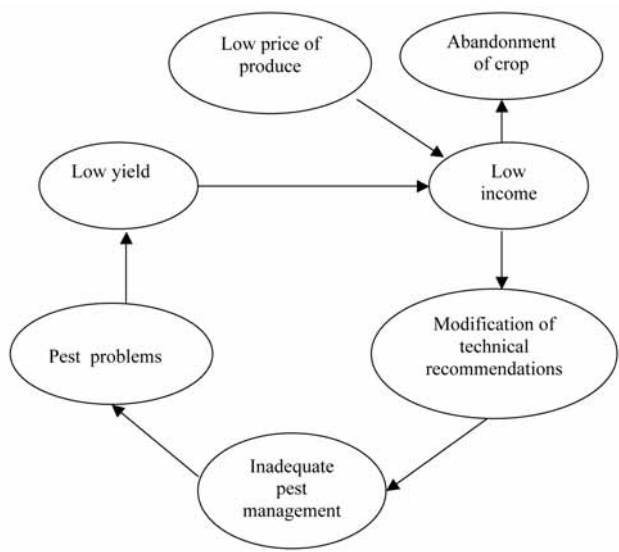 Low price of
produce
Abandonment
of crop
Low yield
Low
income
Pest problems
Modification of
technical
recommendations
Inadequate
pest
management